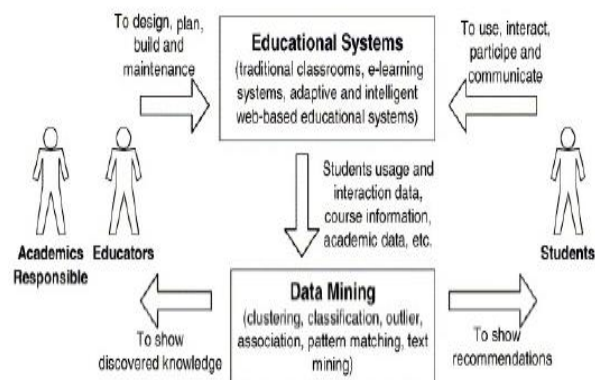 To design, plan,
build and
maintenance
Educational Systems
(traditional classrooms, e-learning
systems, adaptive and intelligent
web-based educational systems)
To use, interact,
participe and
communicate
Students usage and
interaction data,
course information,
academic data, etc.
Academics
Responsible
Educators
Students
Data Mining
(clustering, classification, outlier,
association, pattern matching, text
mining)
To show
discovered knowledge
To show
recommendations